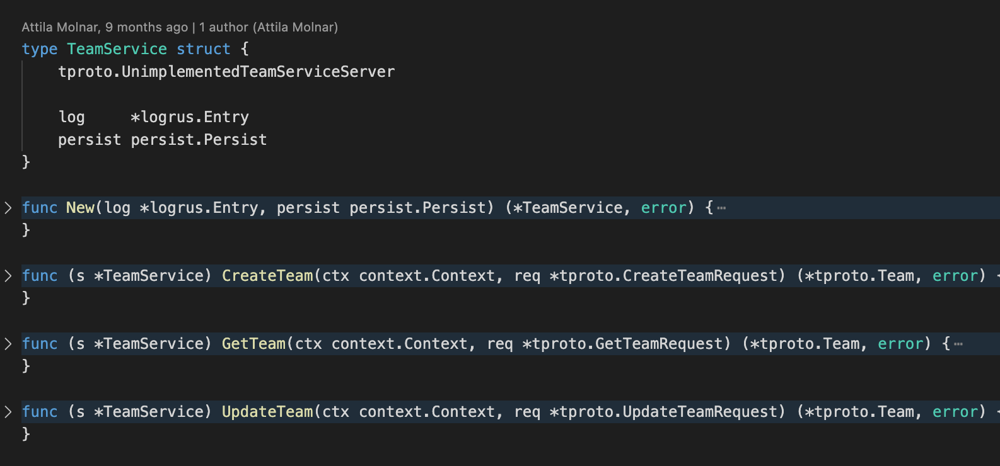 Attila Molnar, 9 months ago | 1 author (Attila Molnar)
type TeamService struct {
    tproto.UnimplementedTeamServiceServer

    log     *logrus.Entry
    persist persist.Persist
}

func New(log *logrus.Entry, persist persist.Persist) (*TeamService, error) {⋯
}

func (s *TeamService) CreateTeam(ctx context.Context, req *tproto.CreateTeamRequest) (*tproto.Team, error) {
}

func (s *TeamService) GetTeam(ctx context.Context, req *tproto.GetTeamRequest) (*tproto.Team, error) {⋯
}

func (s *TeamService) UpdateTeam(ctx context.Context, req *tproto.UpdateTeamRequest) (*tproto.Team, error) {
}